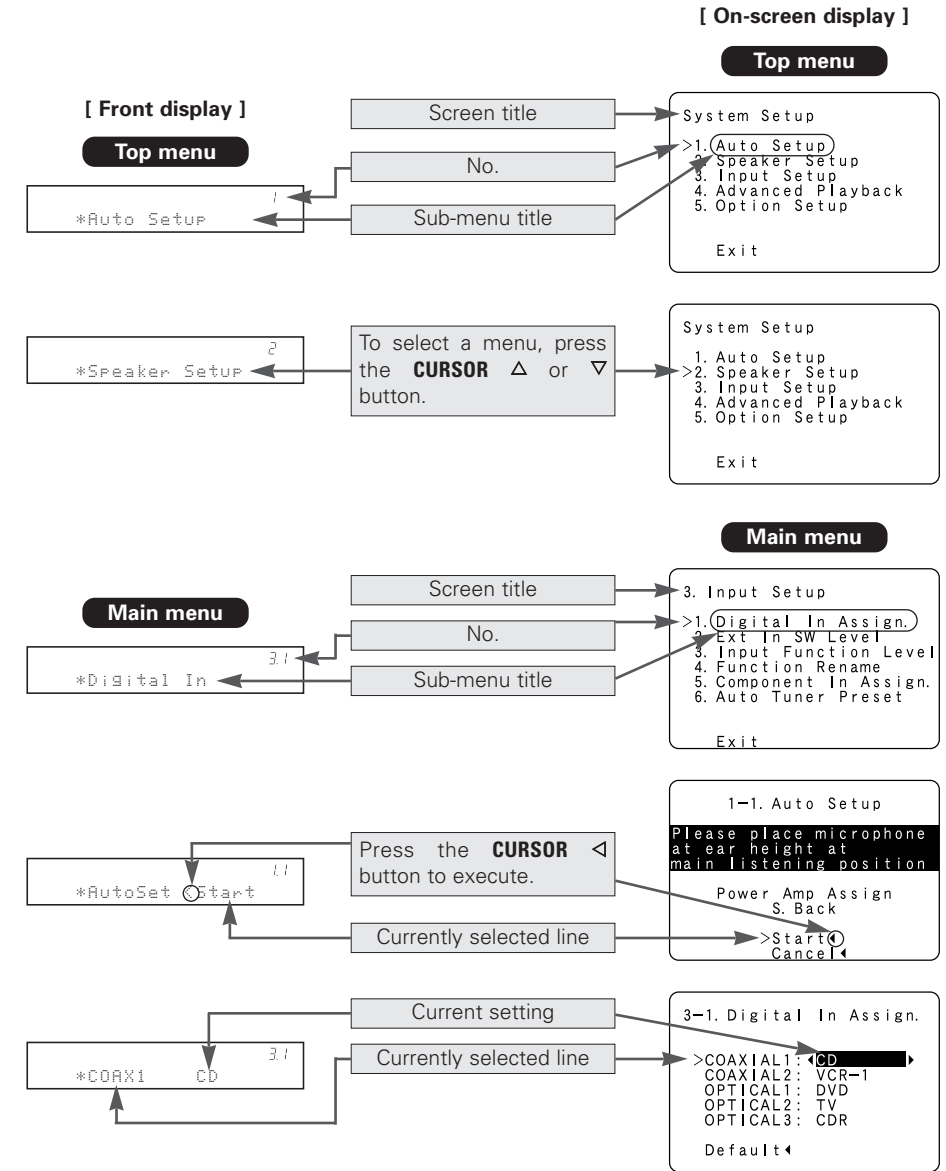 [ On-screen display ]
Top menu
[ Front display ]
Top menu
Screen title
No.
Sub-menu title
1
*Auto Setup
System Setup
>1. Auto Setup
2. Speaker Setup
3. Input Setup
4. Advanced Playback
5. Option Setup
Exit
2
*Speaker Setup
To select a menu, press
the CURSOR △ or ▽
button.
System Setup
1. Auto Setup
>2. Speaker Setup
3. Input Setup
4. Advanced Playback
5. Option Setup
Exit
Main menu
Main menu
Screen title
No.
Sub-menu title
3.1
*Digital In
3. Input Setup
>1. Digital In Assign.
2. Ext In SW Level
3. Input Function Level
4. Function Rename
5. Component In Assign.
6. Auto Tuner Preset
Exit
1.1
*AutoSet <Start
Press the CURSOR ◁
button to execute.
Currently selected line
1-1. Auto Setup
Please place microphone
at ear height at
main listening position
Power Amp Assign
S. Back
>Start◀
Cancel◀
3.1
*COAX1 CD
Current setting
Currently selected line
3-1. Digital In Assign.
>COAXIAL1: ◀CD ▶
COAXIAL2: VCR-1
OPTICAL1: DVD
OPTICAL2: TV
OPTICAL3: CDR
Default◀